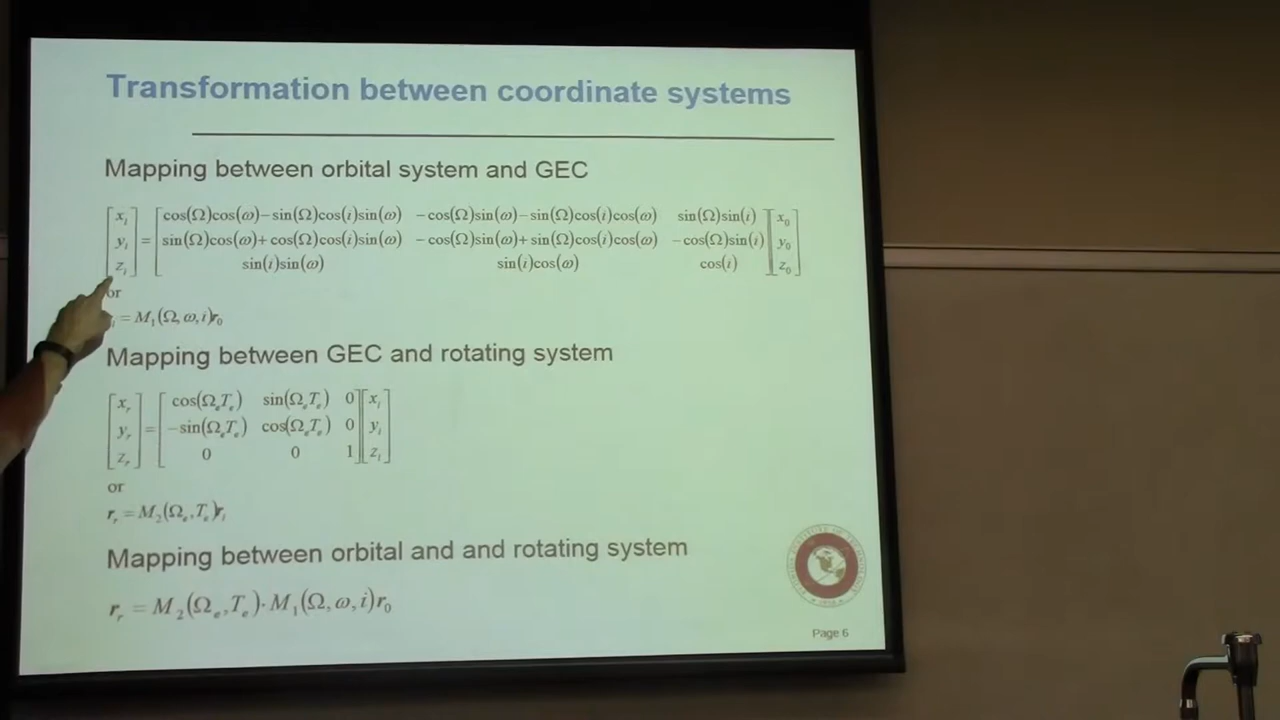 Transformation between coordinate systems
Mapping between orbital system and GEC
[x_i] = [cos(Ω)cos(ω)−sin(Ω)cos(i)sin(ω)  −cos(Ω)sin(ω)−sin(Ω)cos(i)cos(ω)  sin(Ω)sin(i)] [x_0]
[y_i] [sin(Ω)cos(ω)+cos(Ω)cos(i)sin(ω)  −cos(Ω)sin(ω)+sin(Ω)cos(i)cos(ω)  −cos(Ω)sin(i)] [y_0]
[z_i] [sin(i)sin(ω)  sin(i)cos(ω)  cos(i)] [z_0]
or
= M_1(Ω, ω, i)r_0
Mapping between GEC and rotating system
[x_r] = [cos(Ω_e T_e)  sin(Ω_e T_e)  0] [x_i]
[y_r] [−sin(Ω_e T_e)  cos(Ω_e T_e)  0] [y_i]
[z_r] [0  0  1] [z_i]
or
r_r = M_2(Ω_e, T_e)r_i
Mapping between orbital and and rotating system
r_r = M_2(Ω_e, T_e)·M_1(Ω, ω, i)r_0
Page 6